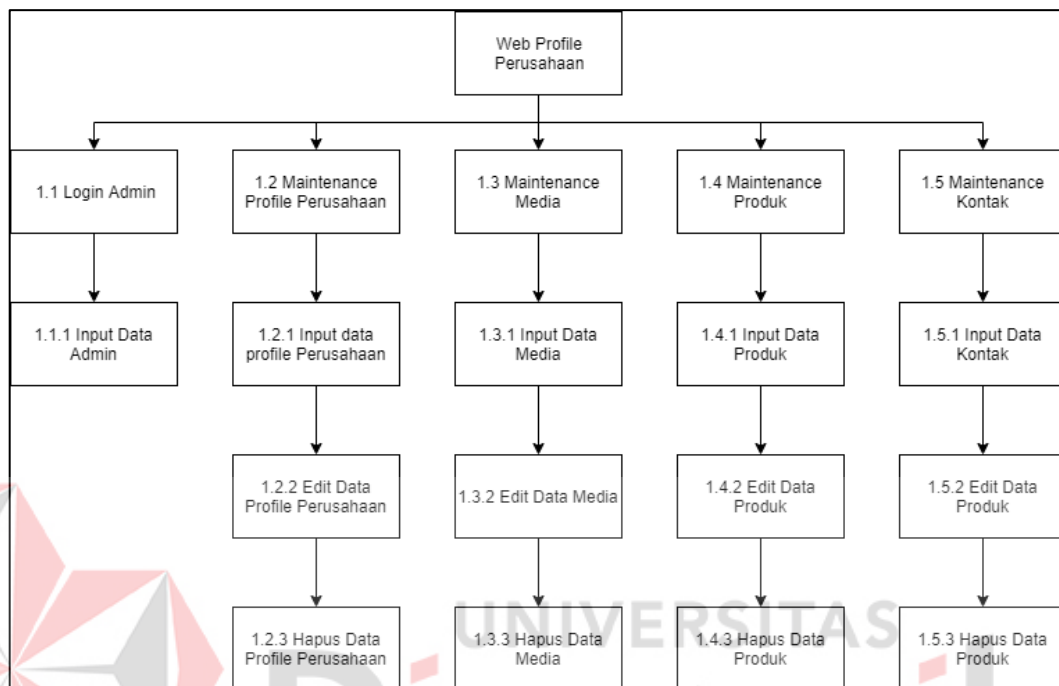 Web Profile
Perusahaan
1.1 Login Admin
1.2 Maintenance
Profile Perusahaan
1.3 Maintenance
Media
1.4 Maintenance
Produk
1.5 Maintenance
Kontak
1.1.1 Input Data
Admin
1.2.1 Input data
profile Perusahaan
1.3.1 Input Data
Media
1.4.1 Input Data
Produk
1.5.1 Input Data
Kontak
1.2.2 Edit Data
Profile Perusahaan
1.3.2 Edit Data Media
1.4.2 Edit Data
Produk
1.5.2 Edit Data
Produk
UNIVERSITAS
1.2.3 Hapus Data
Profile Perusahaan
1.3.3 Hapus Data
Media
1.4.3 Hapus Data
Produk
1.5.3 Hapus Data
Produk